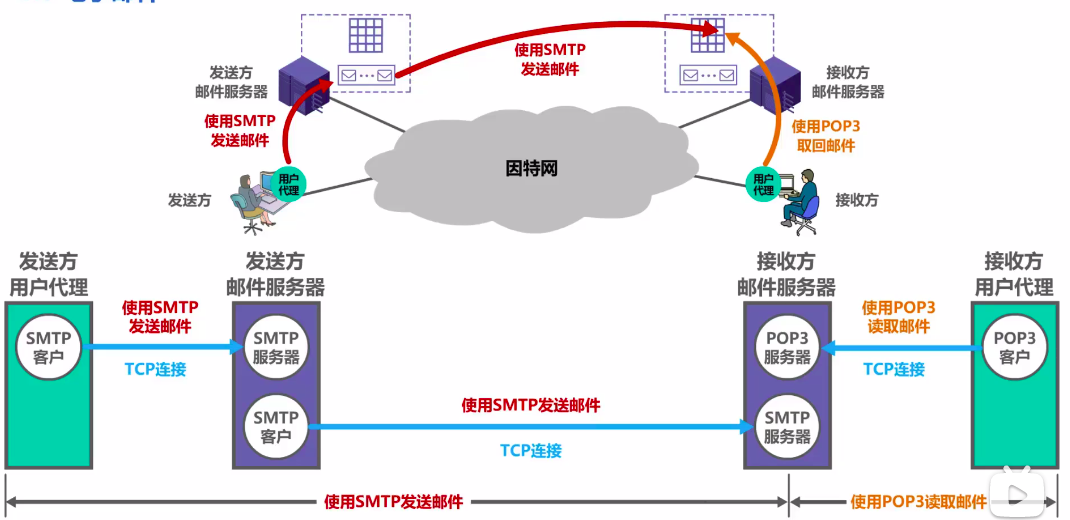 使用SMTP
发送邮件
发送方
邮件服务器
接收方
邮件服务器
使用SMTP
发送邮件
使用POP3
取回邮件
因特网
用户
代理
用户
代理
发送方
接收方
发送方
用户代理
发送方
邮件服务器
接收方
邮件服务器
接收方
用户代理
使用SMTP
发送邮件
使用POP3
读取邮件
SMTP
客户
SMTP
服务器
POP3
服务器
POP3
客户
TCP连接
TCP连接
使用SMTP发送邮件
SMTP
客户
SMTP
服务器
TCP连接
使用SMTP发送邮件
使用POP3读取邮件